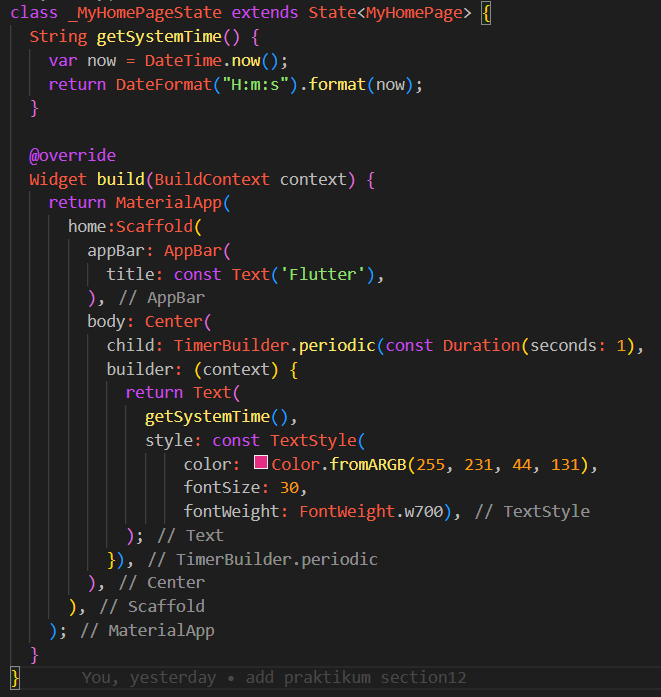 class _MyHomePageState extends State<MyHomePage> {
  String getSystemTime() {
    var now = DateTime.now();
    return DateFormat("H:m:s").format(now);
  }

  @override
  Widget build(BuildContext context) {
    return MaterialApp(
      home:Scaffold(
        appBar: AppBar(
          title: const Text('Flutter'),
        ), // AppBar
        body: Center(
          child: TimerBuilder.periodic(const Duration(seconds: 1),
          builder: (context) {
            return Text(
              getSystemTime(),
              style: const TextStyle(
                  color: Color.fromARGB(255, 231, 44, 131),
                  fontSize: 30,
                  fontWeight: FontWeight.w700), // TextStyle
            ); // Text
          }), // TimerBuilder.periodic
        ), // Center
      ), // Scaffold
    ); // MaterialApp
  }
} You, yesterday • add praktikum section12